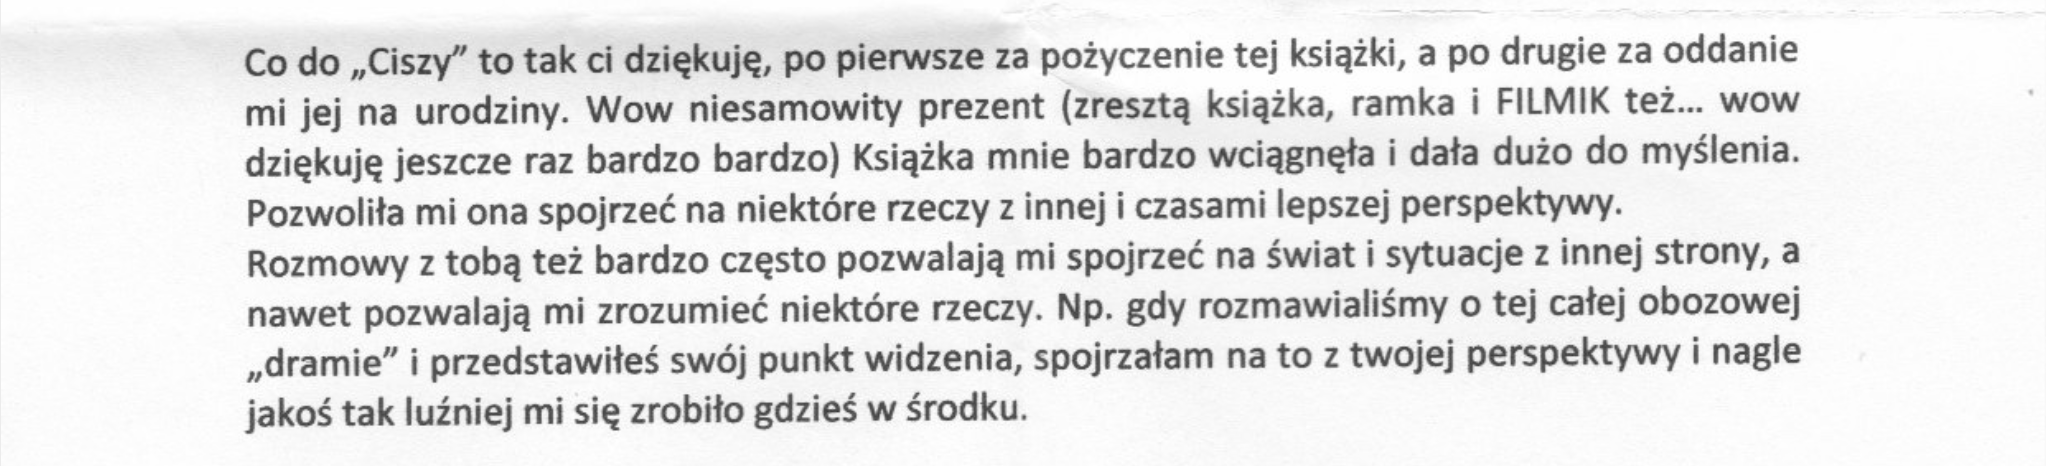 Co do „Ciszy” to tak ci dziękuję, po pierwsze za pożyczenie tej książki, a po drugie za oddanie
mi jej na urodziny. Wow niesamowity prezent (zresztą książka, ramka i FILMIK też... wow
dziękuję jeszcze raz bardzo bardzo) Książka mnie bardzo wciągnęła i dała dużo do myślenia.
Pozwoliła mi ona spojrzeć na niektóre rzeczy z innej i czasami lepszej perspektywy.
Rozmowy z tobą też bardzo często pozwalają mi spojrzeć na świat i sytuacje z innej strony, a
nawet pozwalają mi zrozumieć niektóre rzeczy. Np. gdy rozmawialiśmy o tej całej obozowej
„dramie” i przedstawiłeś swój punkt widzenia, spojrzałam na to z twojej perspektywy i nagle
jakoś tak luźniej mi się zrobiło gdzieś w środku.